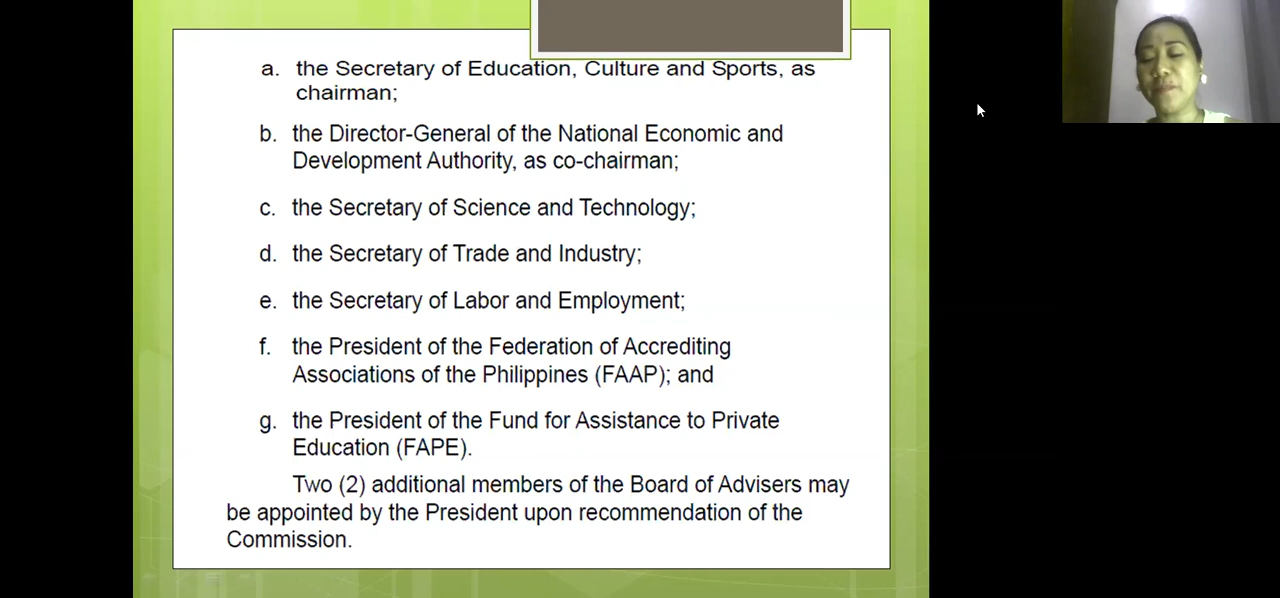 a. the Secretary of Education, Culture and Sports, as
chairman;
b. the Director-General of the National Economic and
Development Authority, as co-chairman;
c. the Secretary of Science and Technology;
d. the Secretary of Trade and Industry;
e. the Secretary of Labor and Employment;
f. the President of the Federation of Accrediting
Associations of the Philippines (FAAP); and
g. the President of the Fund for Assistance to Private
Education (FAPE).
Two (2) additional members of the Board of Advisers may
be appointed by the President upon recommendation of the
Commission.